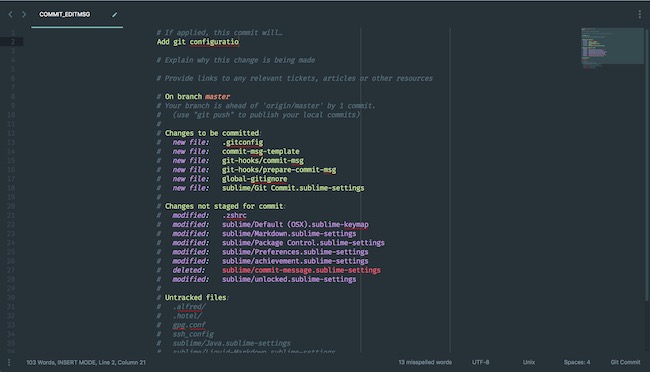 COMMIT_EDITMSG
1 # If applied, this commit will…
2 Add git configuratio
3
4 # Explain why this change is being made
5
6 # Provide links to any relevant tickets, articles or other resources
7
8 # On branch master
9 # Your branch is ahead of 'origin/master' by 1 commit.
10 #   (use "git push" to publish your local commits)
11 #
12 # Changes to be committed:
13 #   new file:   .gitconfig
14 #   new file:   commit-msg-template
15 #   new file:   git-hooks/commit-msg
16 #   new file:   git-hooks/prepare-commit-msg
17 #   new file:   global-gitignore
18 #   new file:   sublime/Git Commit.sublime-settings
19 #
20 # Changes not staged for commit:
21 #   modified:   .zshrc
22 #   modified:   sublime/Default (OSX).sublime-keymap
23 #   modified:   sublime/Markdown.sublime-settings
24 #   modified:   sublime/Package Control.sublime-settings
25 #   modified:   sublime/Preferences.sublime-settings
26 #   modified:   sublime/achievement.sublime-settings
27 #   deleted:    sublime/commit-message.sublime-settings
28 #   modified:   sublime/unlocked.sublime-settings
29 #
30 # Untracked files:
31 #   .alfred/
32 #   .hotel/
33 #   gpg.conf
34 #   ssh_config
35 #   sublime/Java.sublime-settings
#   sublime/Liquid-Markdown.sublime-settings
103 Words, INSERT MODE, Line 2, Column 21
13 misspelled words
UTF-8
Unix
Spaces: 4
Git Commit